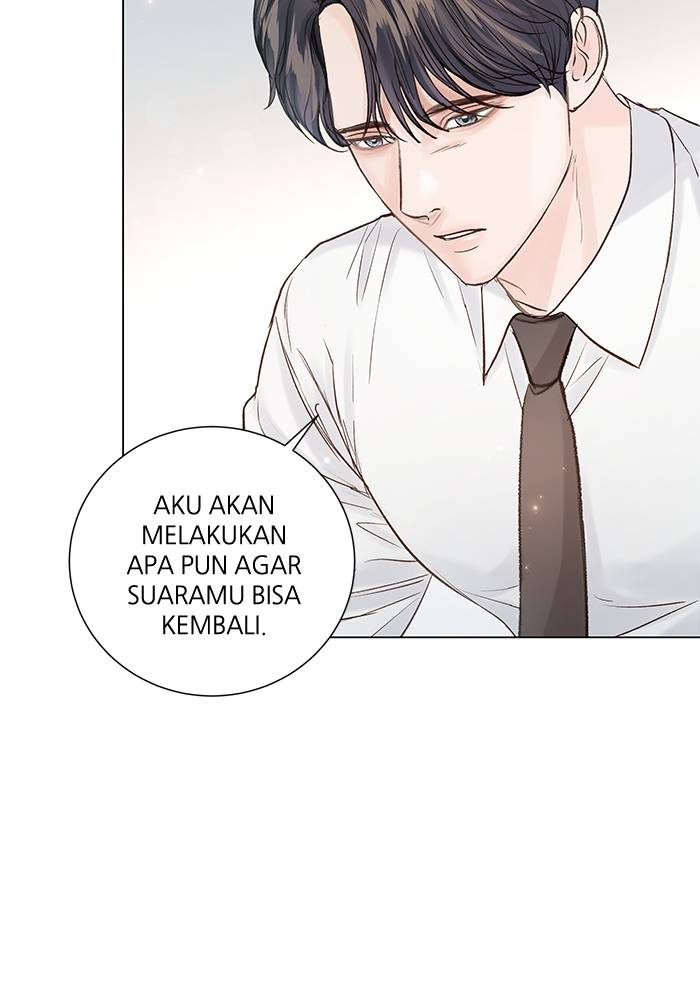 AKU AKAN
MELAKUKAN
APA PUN AGAR
SUARAMU BISA
KEMBALI.